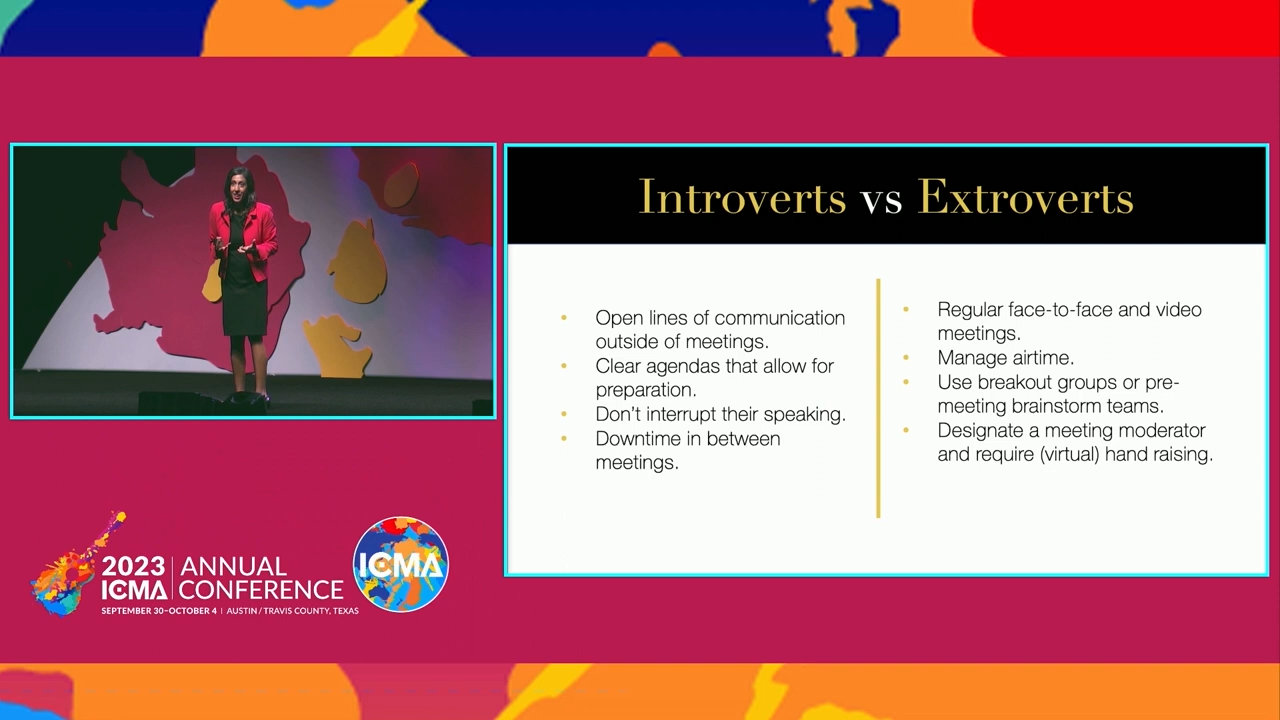 Introverts vs Extroverts
• Open lines of communication
outside of meetings.
• Clear agendas that allow for
preparation.
• Don't interrupt their speaking.
• Downtime in between
meetings.
• Regular face-to-face and video
meetings.
• Manage airtime.
• Use breakout groups or pre-
meeting brainstorm teams.
• Designate a meeting moderator
and require (virtual) hand raising.
2023 ICMA | ANNUAL CONFERENCE
SEPTEMBER 30–OCTOBER 4 | AUSTIN / TRAVIS COUNTY, TEXAS
ICMA